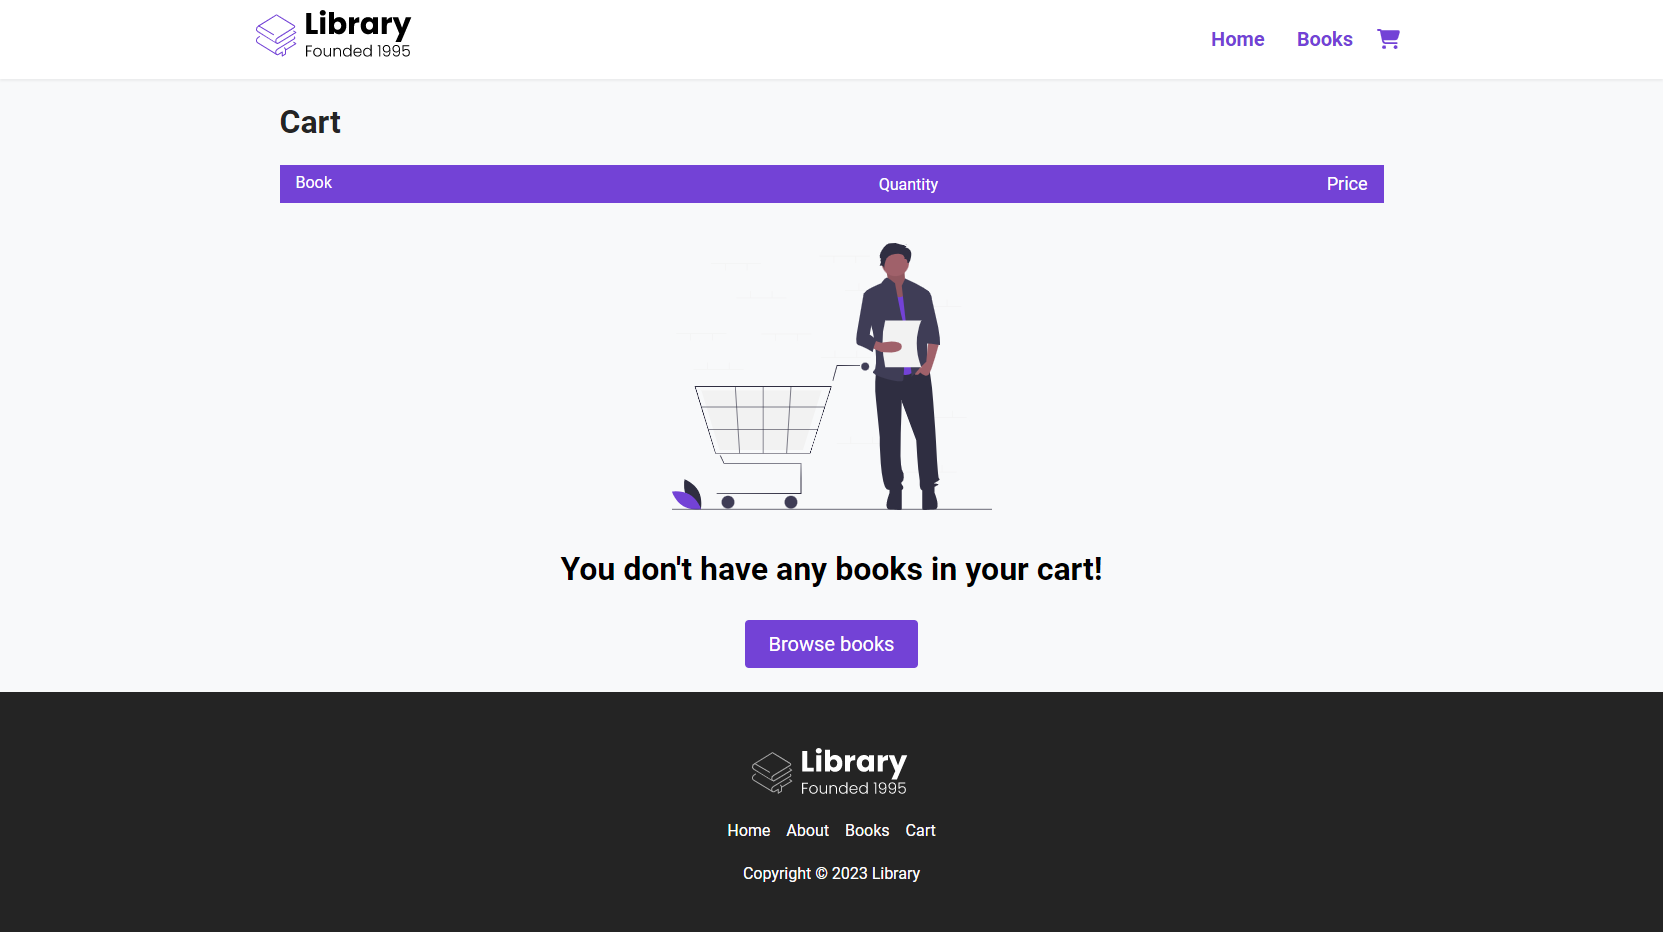 Library
Founded 1995
Home Books
Cart
Book Quantity Price
You don't have any books in your cart!
Browse books
Library
Founded 1995
Home About Books Cart
Copyright © 2023 Library